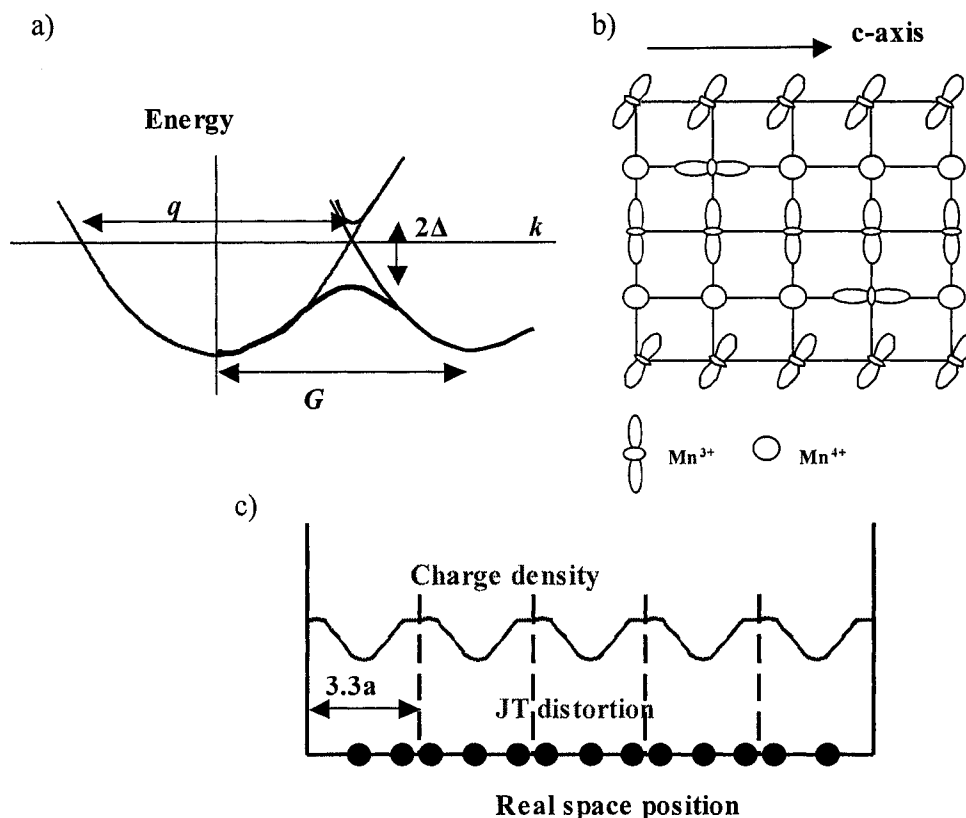 a)
Energy
q
2Δ
k
G
b)
c-axis
Mn³⁺
Mn⁴⁺
c)
Charge density
3.3a
JT distortion
Real space position